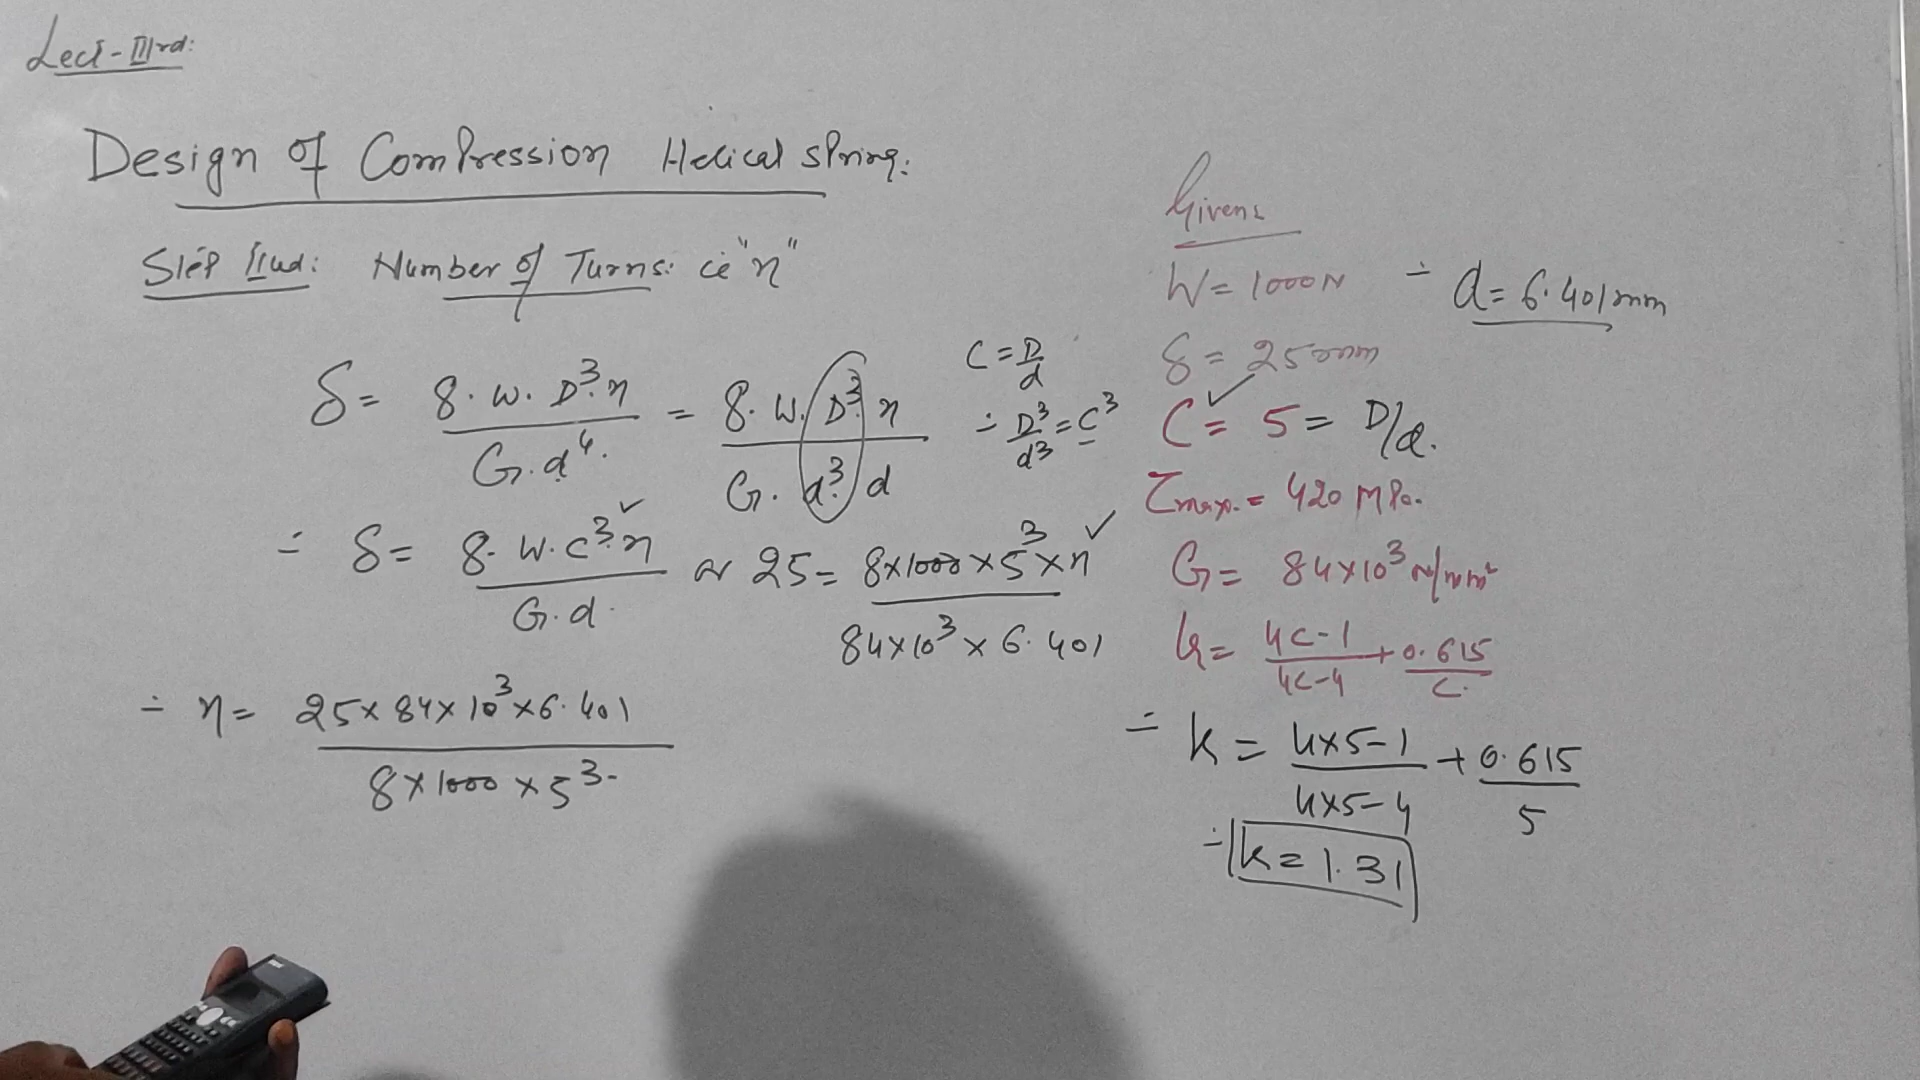 Lect-IIIrd:
Design of Compression Helical spring:
Step IInd: Number of Turns: ie "n"
δ = 8.W.D³.n / G.d⁴. = 8.W.D³.n / G.d³.d
C = D/d
∴ D³/d³ = C³
∴ δ = 8.W.C³.n / G.d. or 25 = 8×1000×5³×n / 84×10³×6.401
∴ n = 25×84×10³×6.401 / 8×1000×5³
Given:
W = 1000N ∴ d = 6.401mm
δ = 25mm
C = 5 = D/d.
τmax. = 420 MPa.
G = 84×10³ N/mm²
k = 4C-1 / 4C-4 + 0.615 / C.
∴ k = 4×5-1 / 4×5-4 + 0.615 / 5
∴ k = 1.31